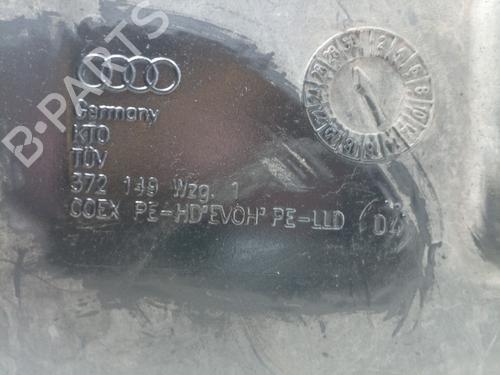 Germany
KTO
TÜV
372 149 Wzg. 1
COEX PE-HD*EVOH* PE-LLD
B-PARTS